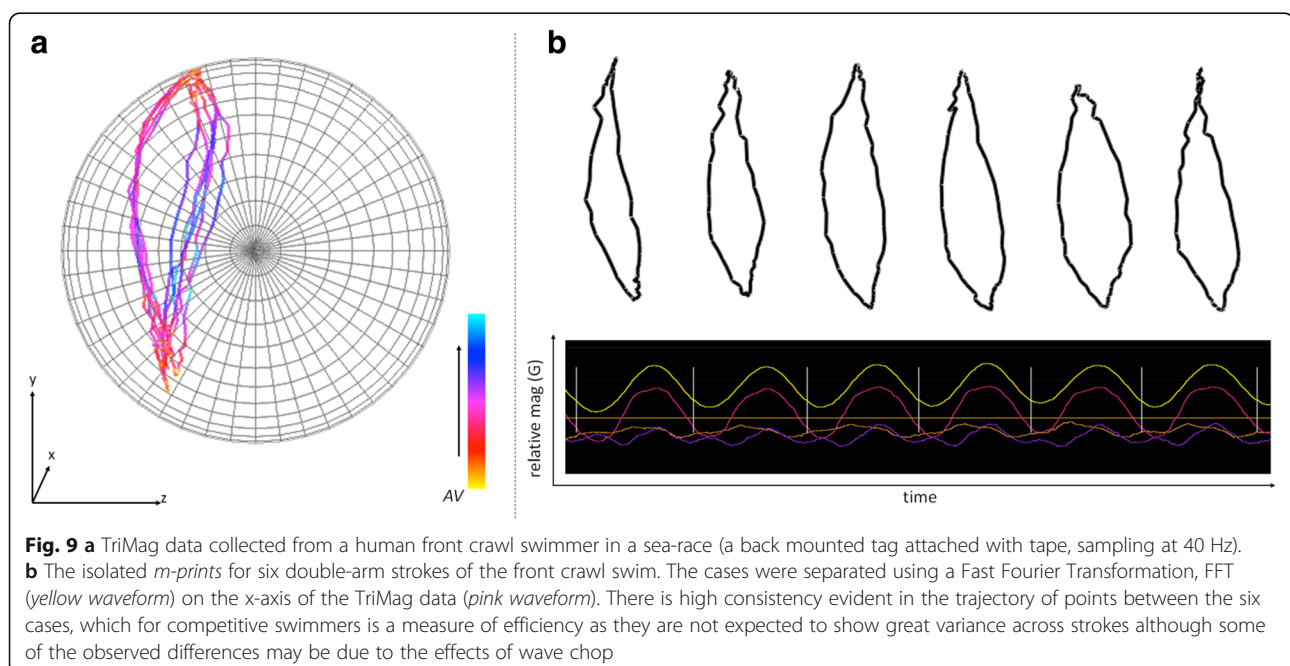 a
b
y
x
z
AV
relative mag (G)
time
Fig. 9 a TriMag data collected from a human front crawl swimmer in a sea-race (a back mounted tag attached with tape, sampling at 40 Hz).
b The isolated m-prints for six double-arm strokes of the front crawl swim. The cases were separated using a Fast Fourier Transformation, FFT
(yellow waveform) on the x-axis of the TriMag data (pink waveform). There is high consistency evident in the trajectory of points between the six
cases, which for competitive swimmers is a measure of efficiency as they are not expected to show great variance across strokes although some
of the observed differences may be due to the effects of wave chop